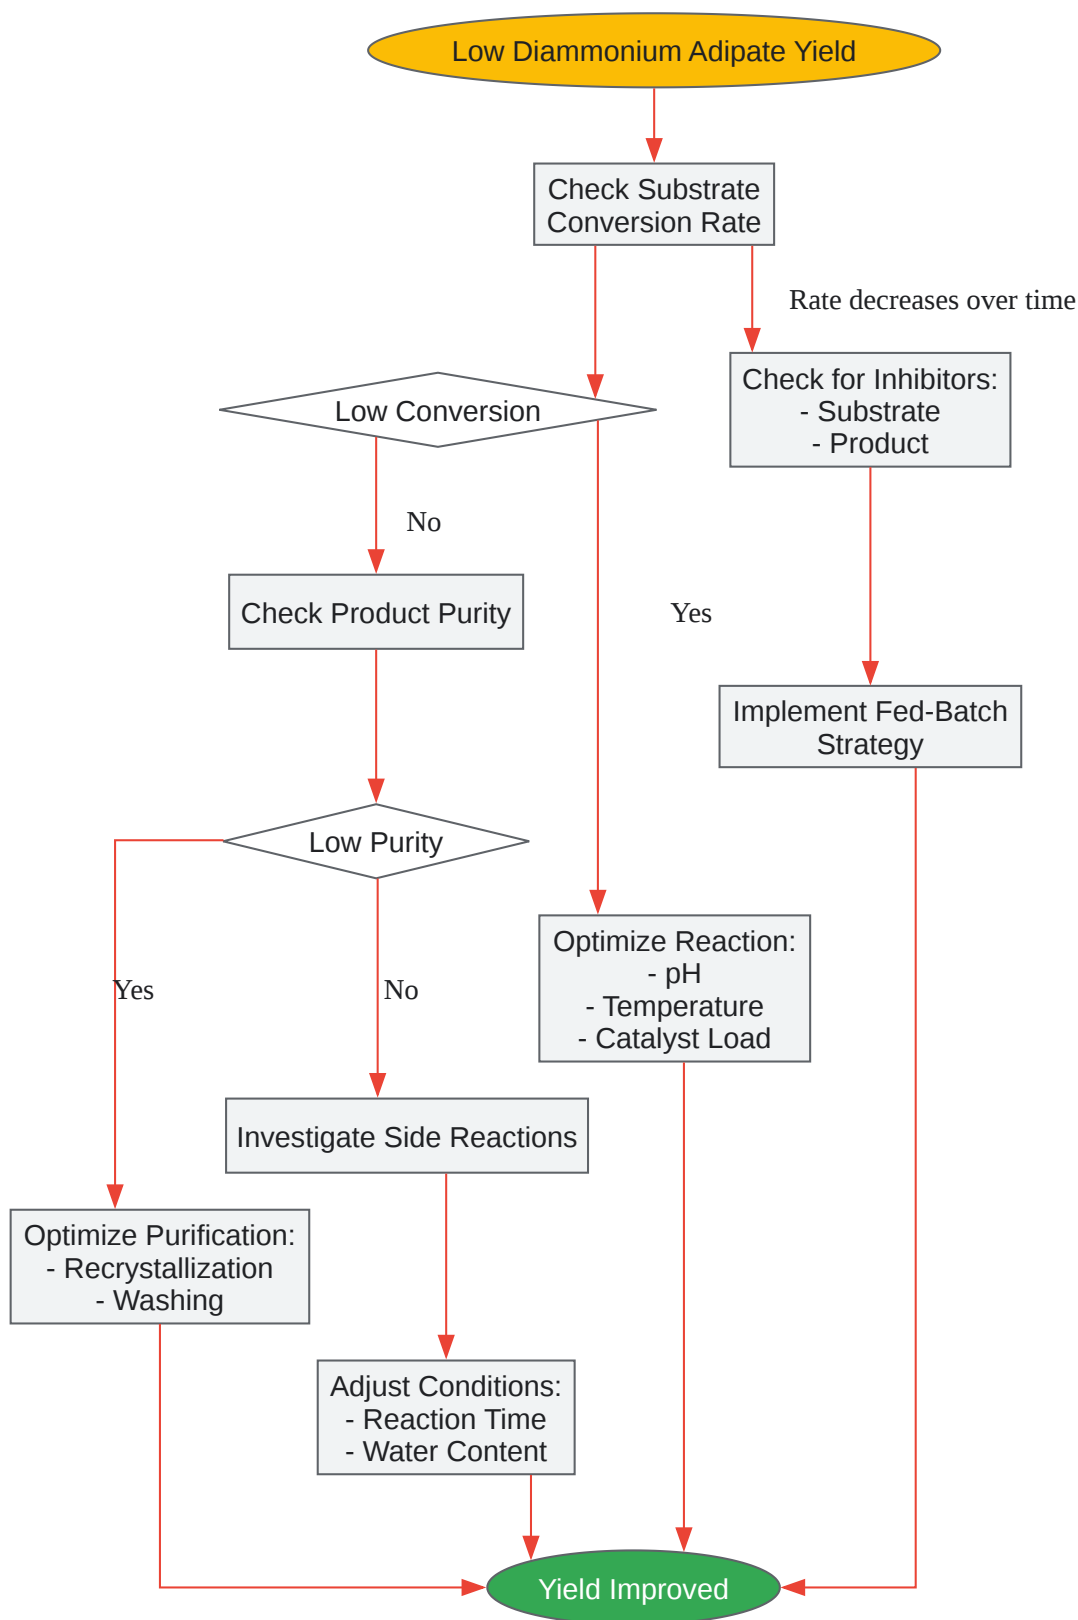 Low Diammonium Adipate Yield
Check Substrate
Conversion Rate
Rate decreases over time
Check for Inhibitors:
- Substrate
- Product
Low Conversion
No
Check Product Purity
Yes
Implement Fed-Batch
Strategy
Low Purity
Optimize Reaction:
- pH
- Temperature
- Catalyst Load
Yes
No
Investigate Side Reactions
Optimize Purification:
- Recrystallization
- Washing
Adjust Conditions:
- Reaction Time
- Water Content
Yield Improved